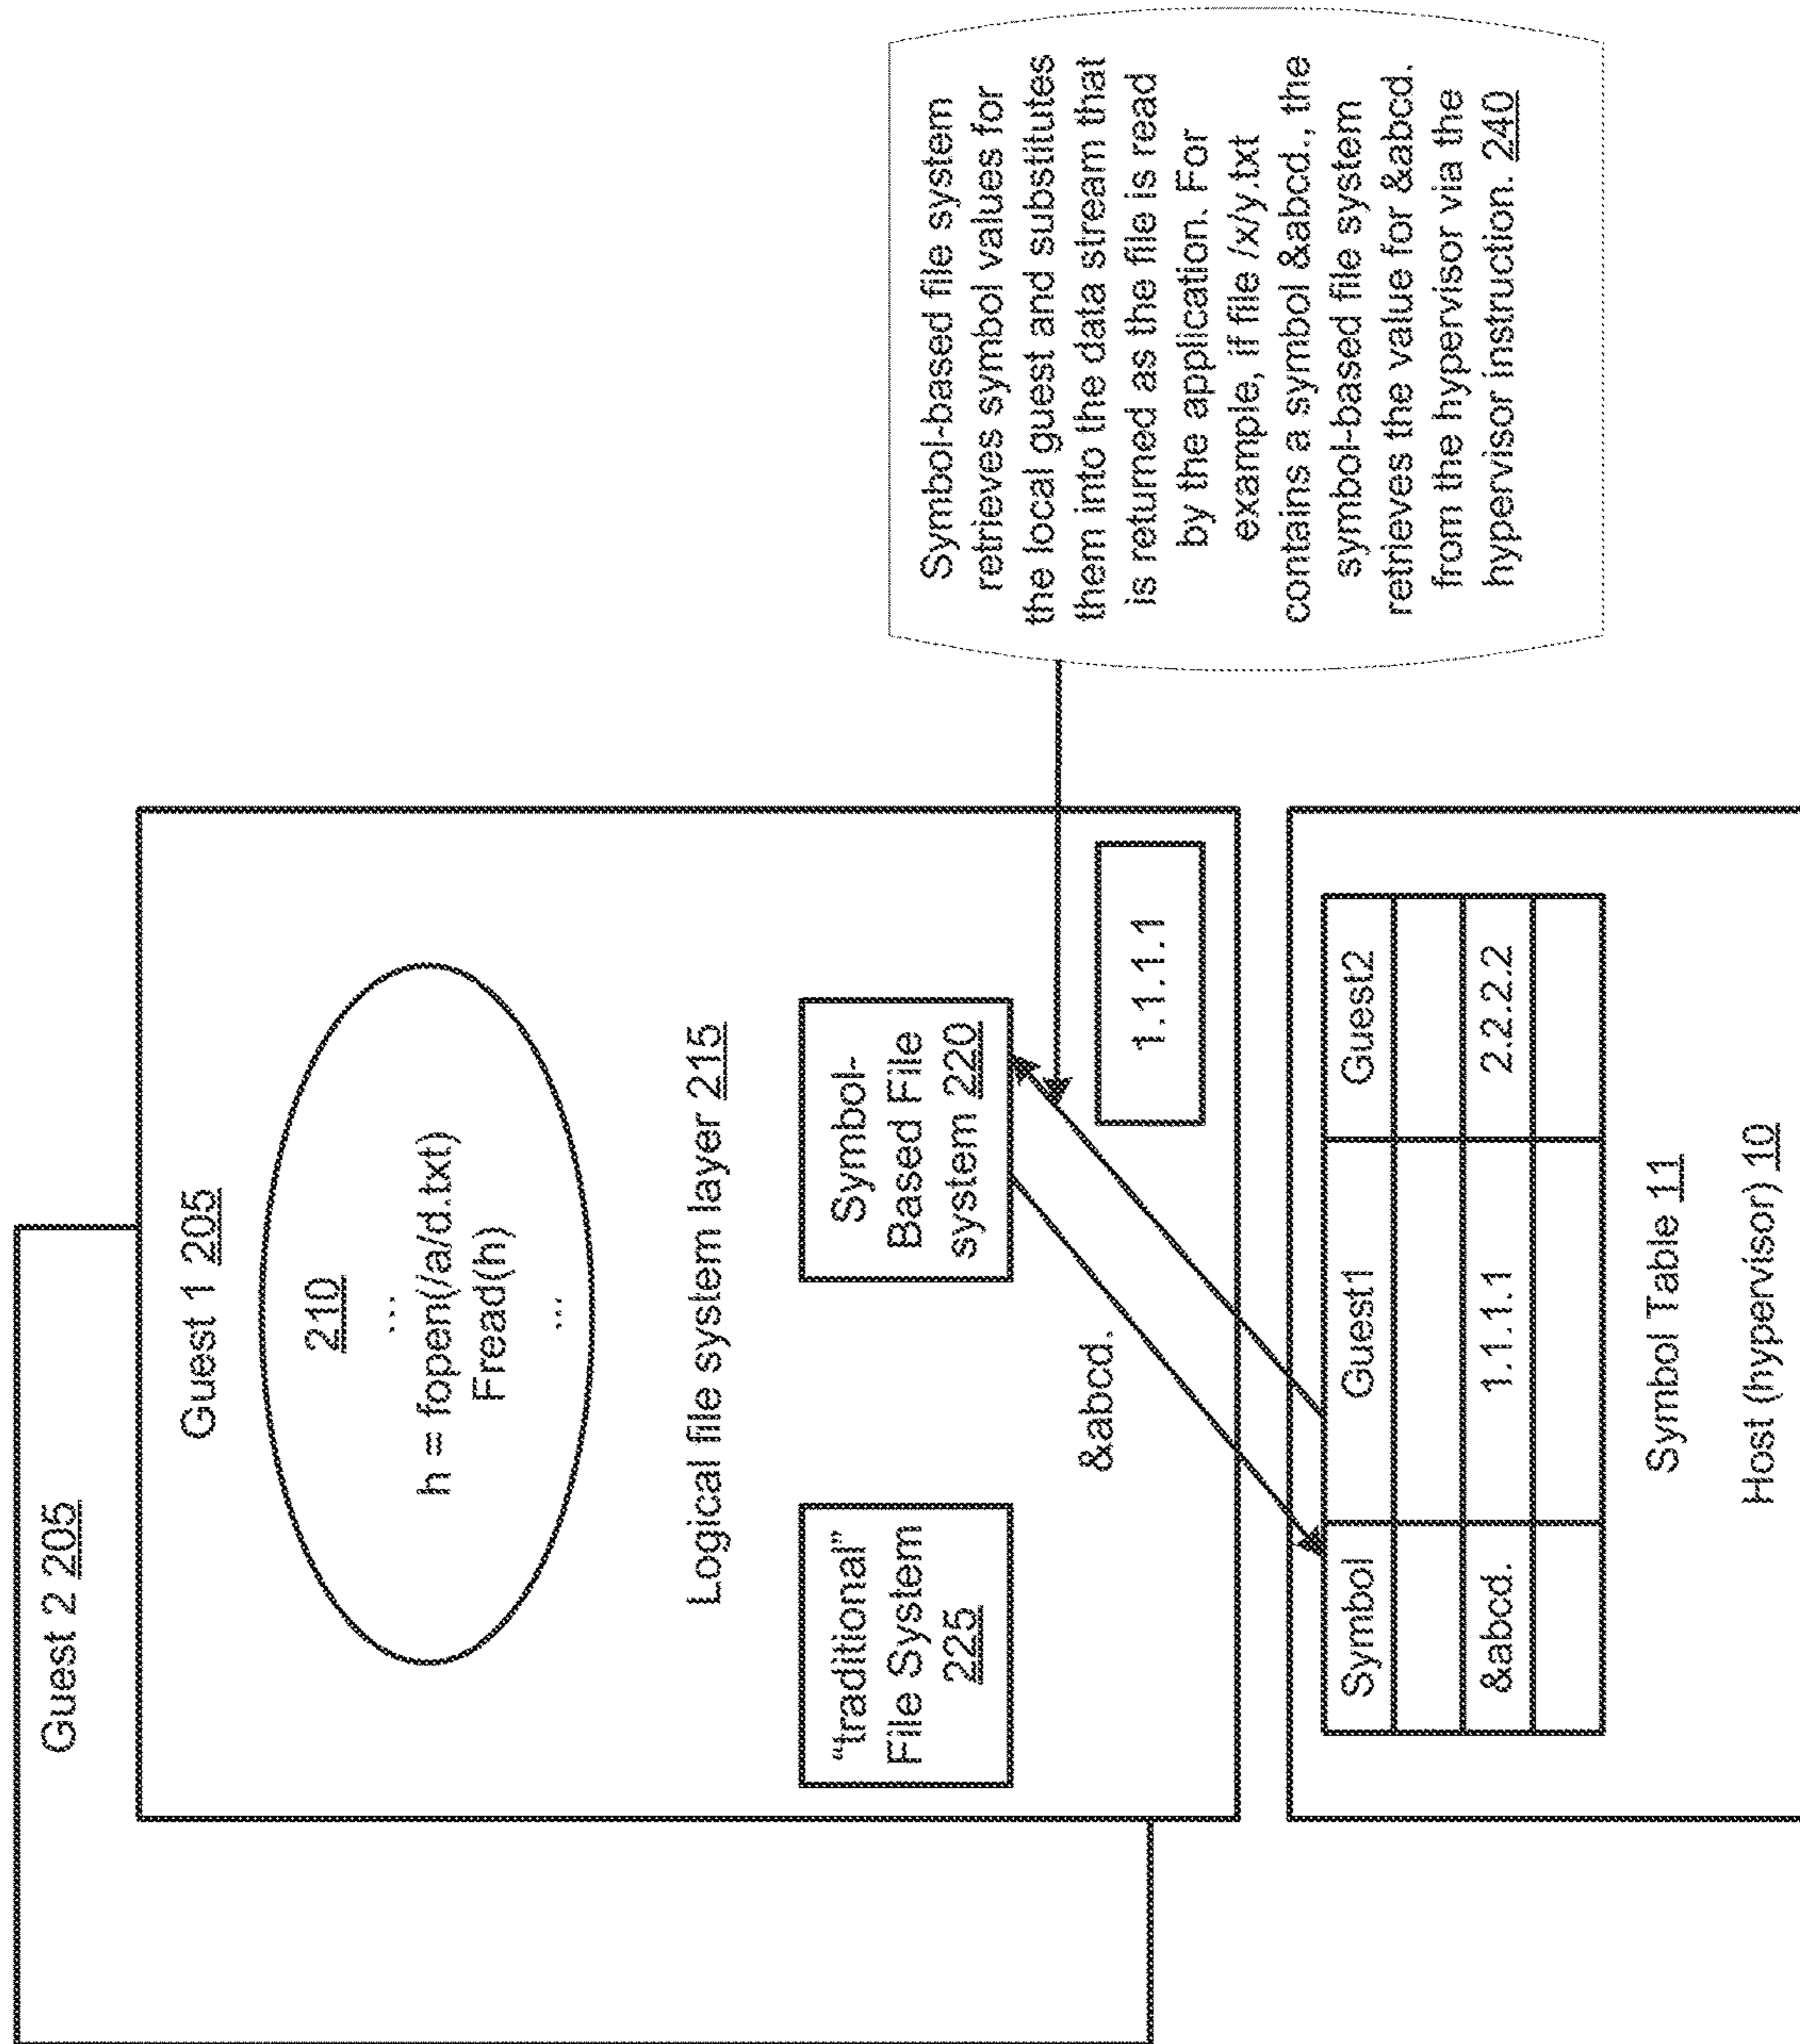 Guest 2 205
Guest 1 205
210
...
h = fopen(/a/d.txt)
Fread(h)
...
Logical file system layer 215
"traditional"
File System
225
Symbol-
Based File
system 220
&abcd.
1.1.1.1
Symbol Guest1 Guest2
&abcd. 1.1.1.1 2.2.2.2
Symbol Table 11
Host (hypervisor) 10
Symbol-based file system
retrieves symbol values for
the local guest and substitutes
them into the data stream that
is returned as the file is read
by the application. For
example, if file /x/y.txt
contains a symbol &abcd., the
symbol-based file system
retrieves the value for &abcd.
from the hypervisor via the
hypervisor instruction. 240